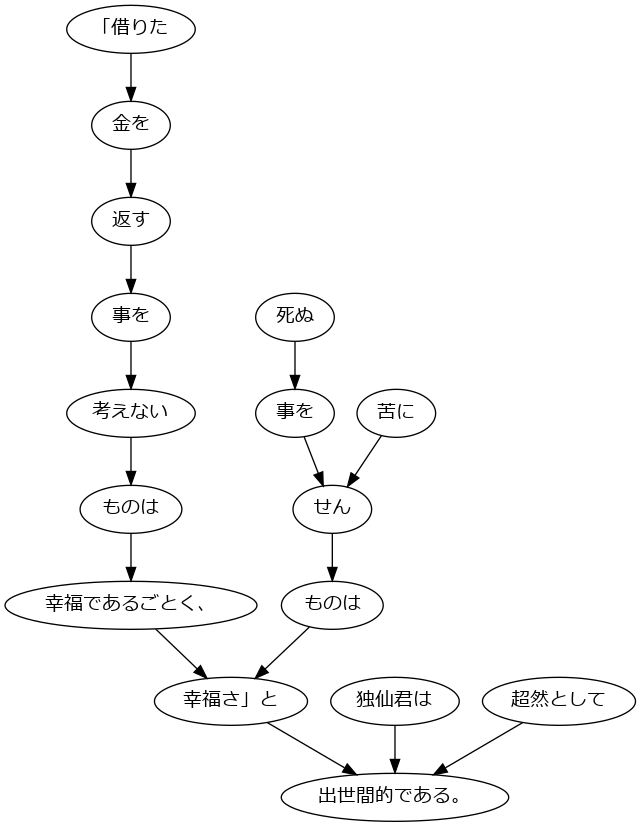 「借りた
金を
返す
事を
死ぬ
考えない
事を
苦に
ものは
せん
幸福であるごとく、
ものは
幸福さ」と
独仙君は
超然として
出世間的である。